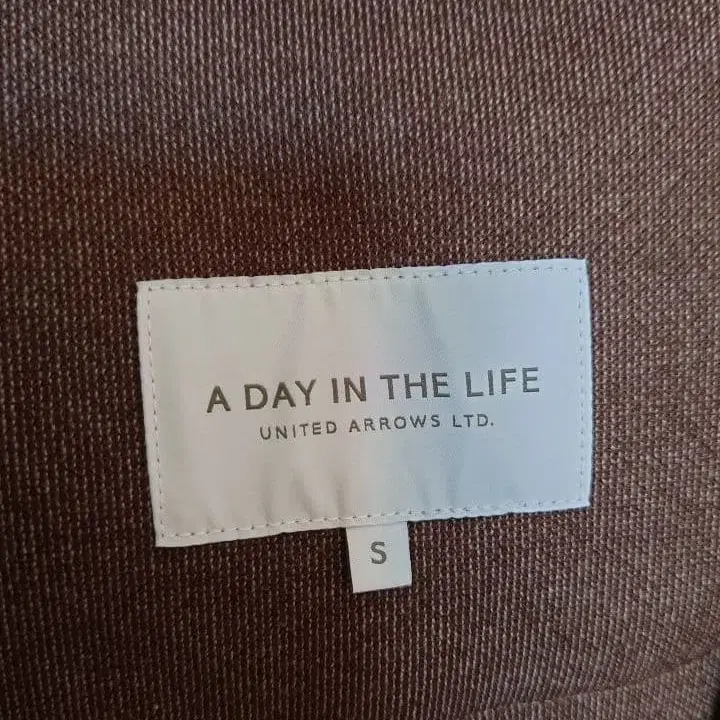 A DAY IN THE LIFE
UNITED ARROWS LTD.
S